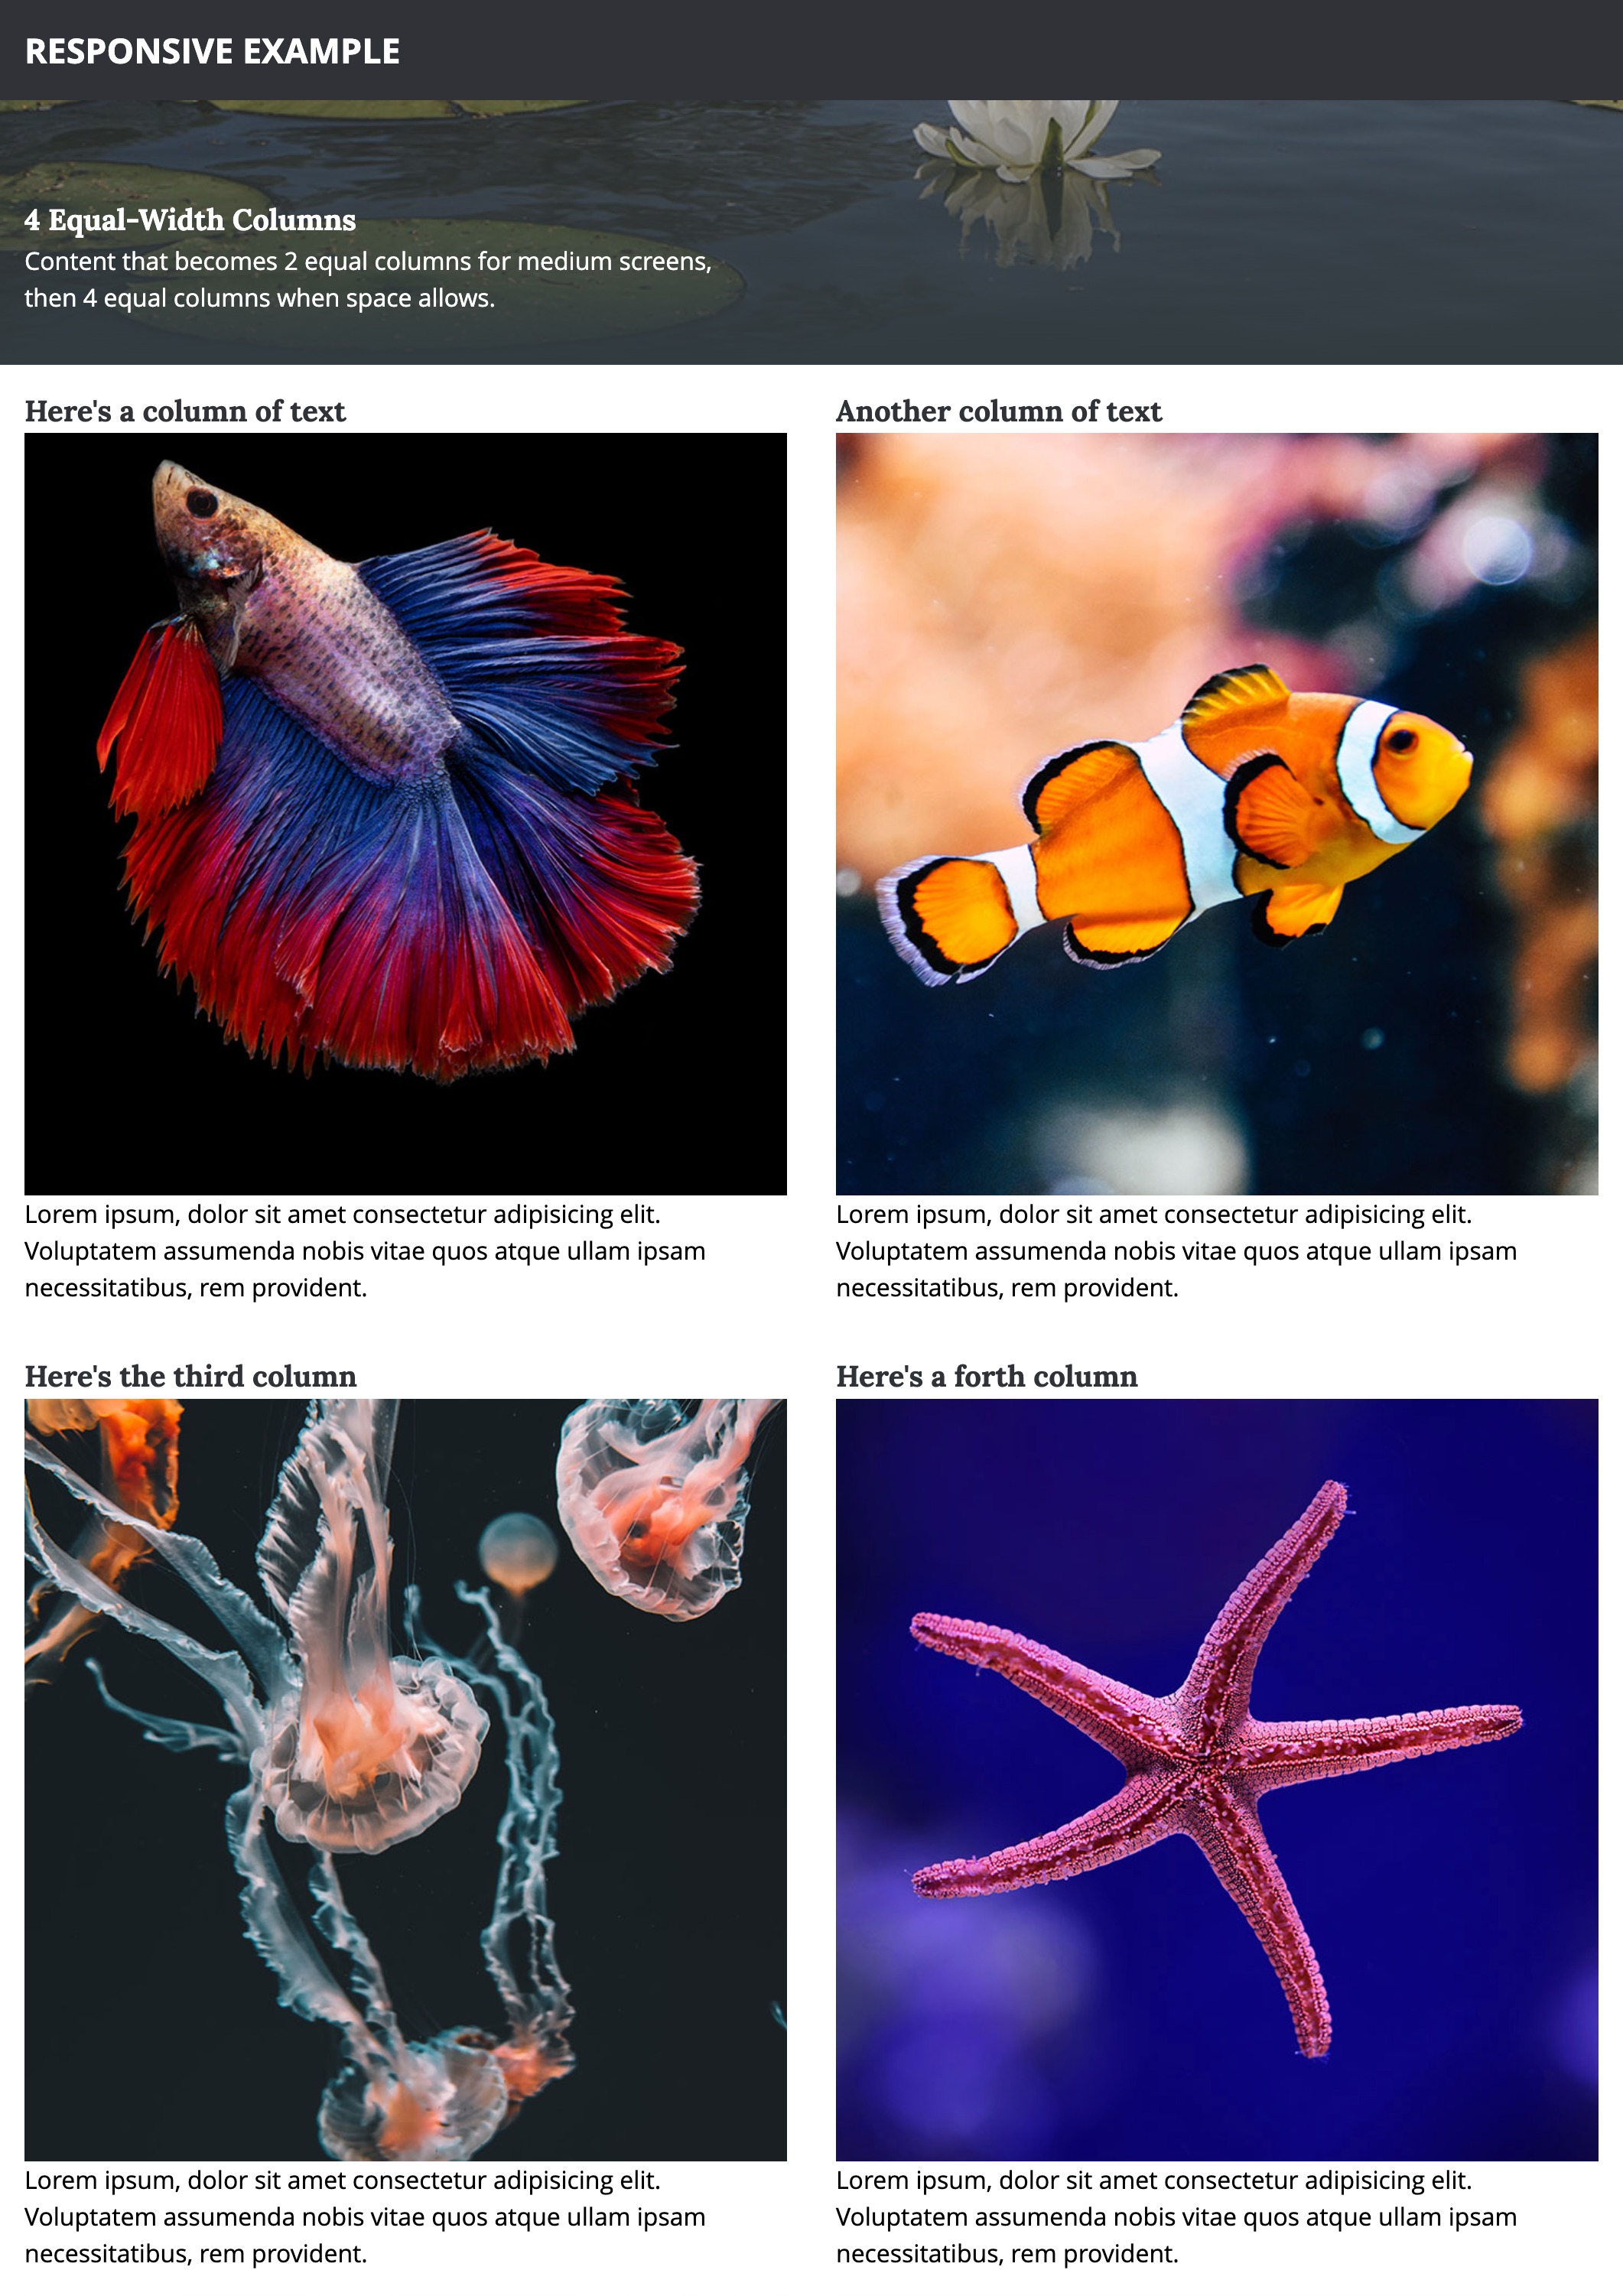 RESPONSIVE EXAMPLE
4 Equal-Width Columns
Content that becomes 2 equal columns for medium screens,
then 4 equal columns when space allows.
Here's a column of text
Lorem ipsum, dolor sit amet consectetur adipisicing elit.
Voluptatem assumenda nobis vitae quos atque ullam ipsam
necessitatibus, rem provident.
Another column of text
Lorem ipsum, dolor sit amet consectetur adipisicing elit.
Voluptatem assumenda nobis vitae quos atque ullam ipsam
necessitatibus, rem provident.
Here's the third column
Lorem ipsum, dolor sit amet consectetur adipisicing elit.
Voluptatem assumenda nobis vitae quos atque ullam ipsam
necessitatibus, rem provident.
Here's a forth column
Lorem ipsum, dolor sit amet consectetur adipisicing elit.
Voluptatem assumenda nobis vitae quos atque ullam ipsam
necessitatibus, rem provident.